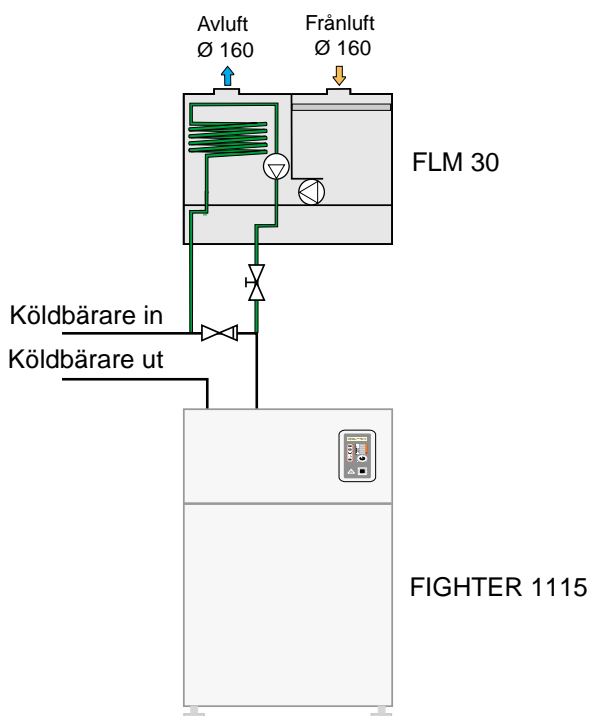 Avluft
Ø 160
Frånluft
Ø 160
FLM 30
Köldbärare in
Köldbärare ut
FIGHTER 1115